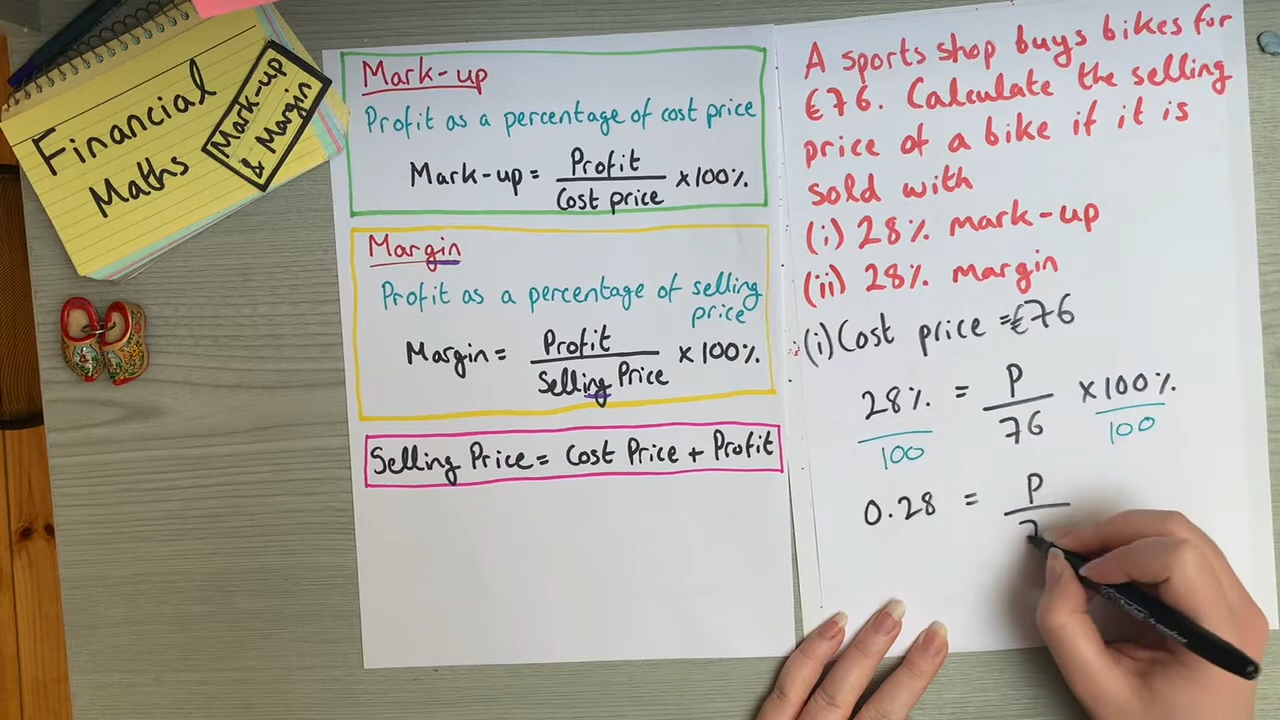 Financial
Maths
Mark-up
& Margin
Mark-up
Profit as a percentage of cost price
Mark-up = Profit / Cost price × 100%
Margin
Profit as a percentage of selling
price
Margin = Profit / Selling Price × 100%
Selling Price = Cost Price + Profit
A sports shop buys bikes for
€76. Calculate the selling
price of a bike if it is
sold with
(i) 28% mark-up
(ii) 28% margin
(i) Cost price = €76
28% / 100 = P / 76 × 100% / 100
0.28 = P